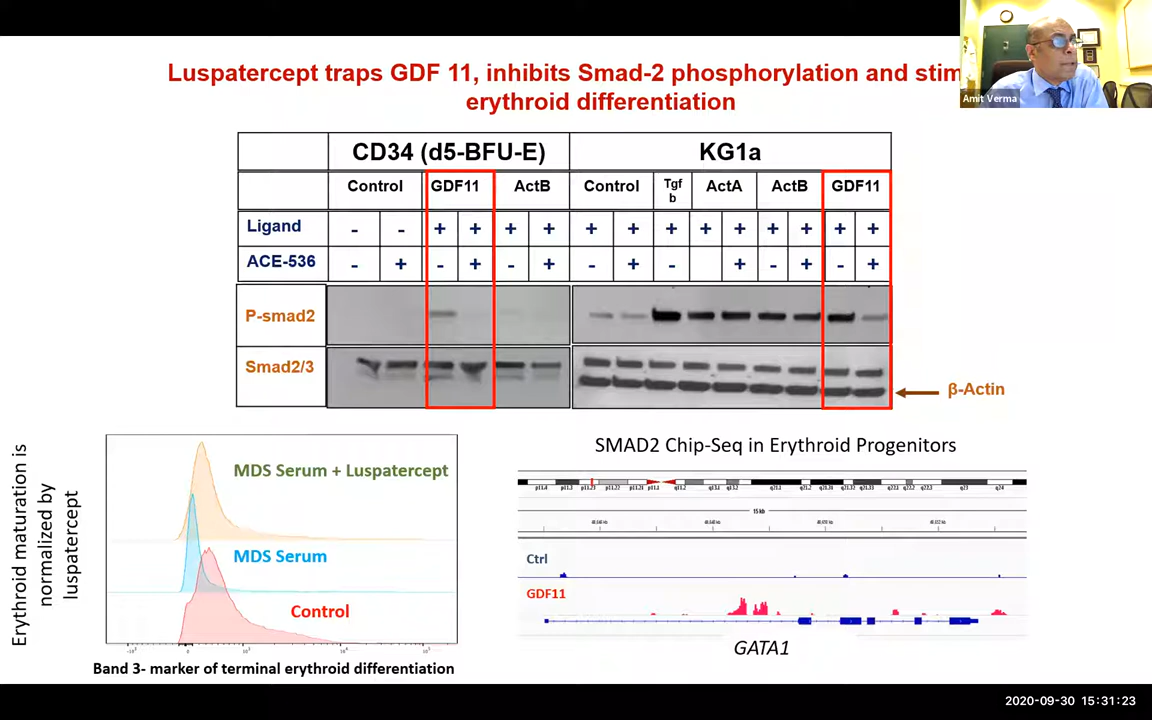 Luspatercept traps GDF 11, inhibits Smad-2 phosphorylation and stim
erythroid differentiation
Amit Verma
CD34 (d5-BFU-E) KG1a
Control GDF11 ActB Control Tgf b ActA ActB GDF11
Ligand - - + + + + + + + + + + + + +
ACE-536 - + - + - + - + - + - + - +
P-smad2
Smad2/3
β-Actin
Erythroid maturation is
normalized by
luspatercept
MDS Serum + Luspatercept
MDS Serum
Control
Band 3- marker of terminal erythroid differentiation
SMAD2 Chip-Seq in Erythroid Progenitors
15 kb
Ctrl
GDF11
GATA1
2020-09-30 15:31:23